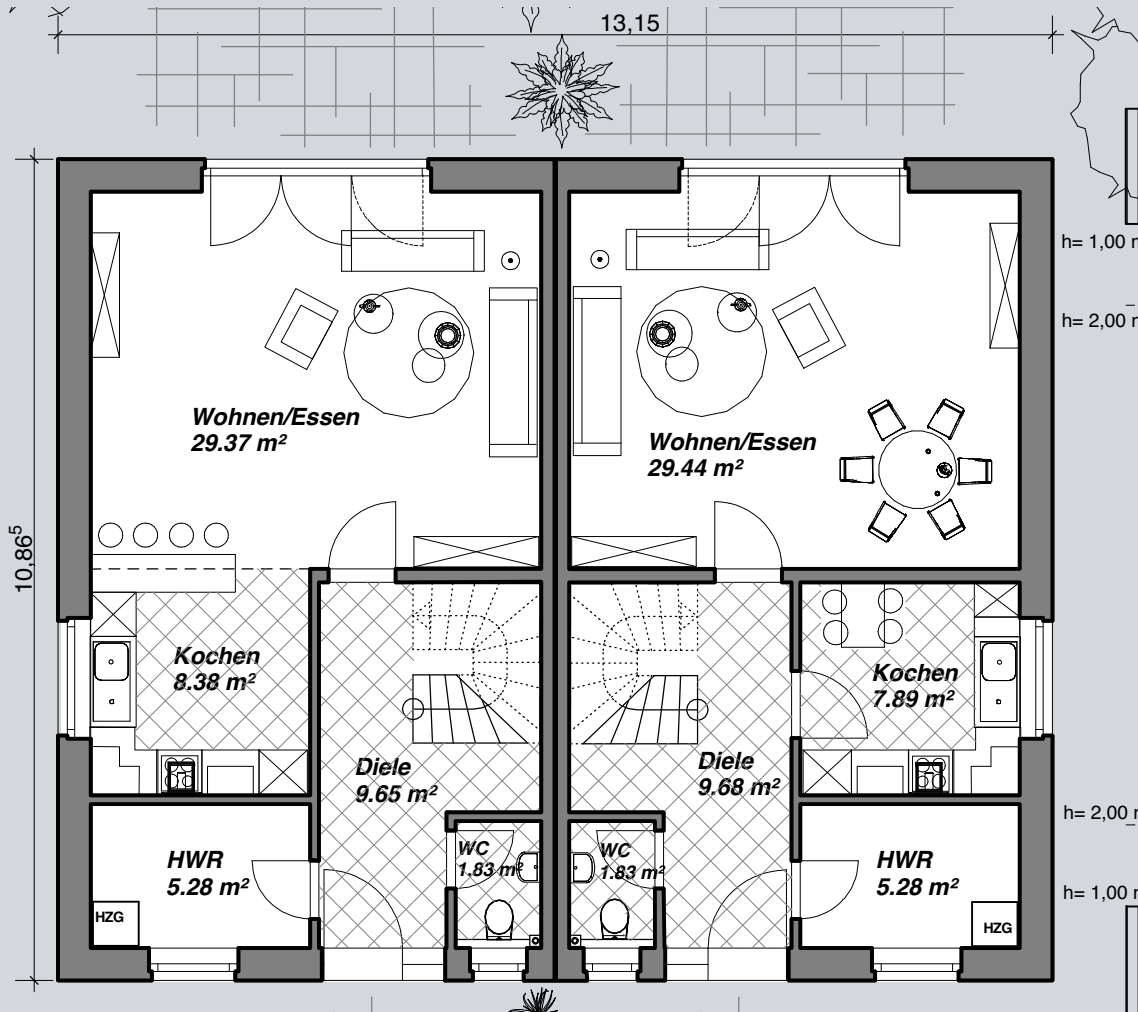 13,15
h= 1,00 m
h= 2,00 m
Wohnen/Essen
29.37 m²
Wohnen/Essen
29.44 m²
10,86⁵
Kochen
8.38 m²
Kochen
7.89 m²
Diele
9.65 m²
Diele
9.68 m²
h= 2,00 m
WC
1.83 m²
WC
1.83 m²
HWR
5.28 m²
HWR
5.28 m²
h= 1,00 m
HZG
HZG